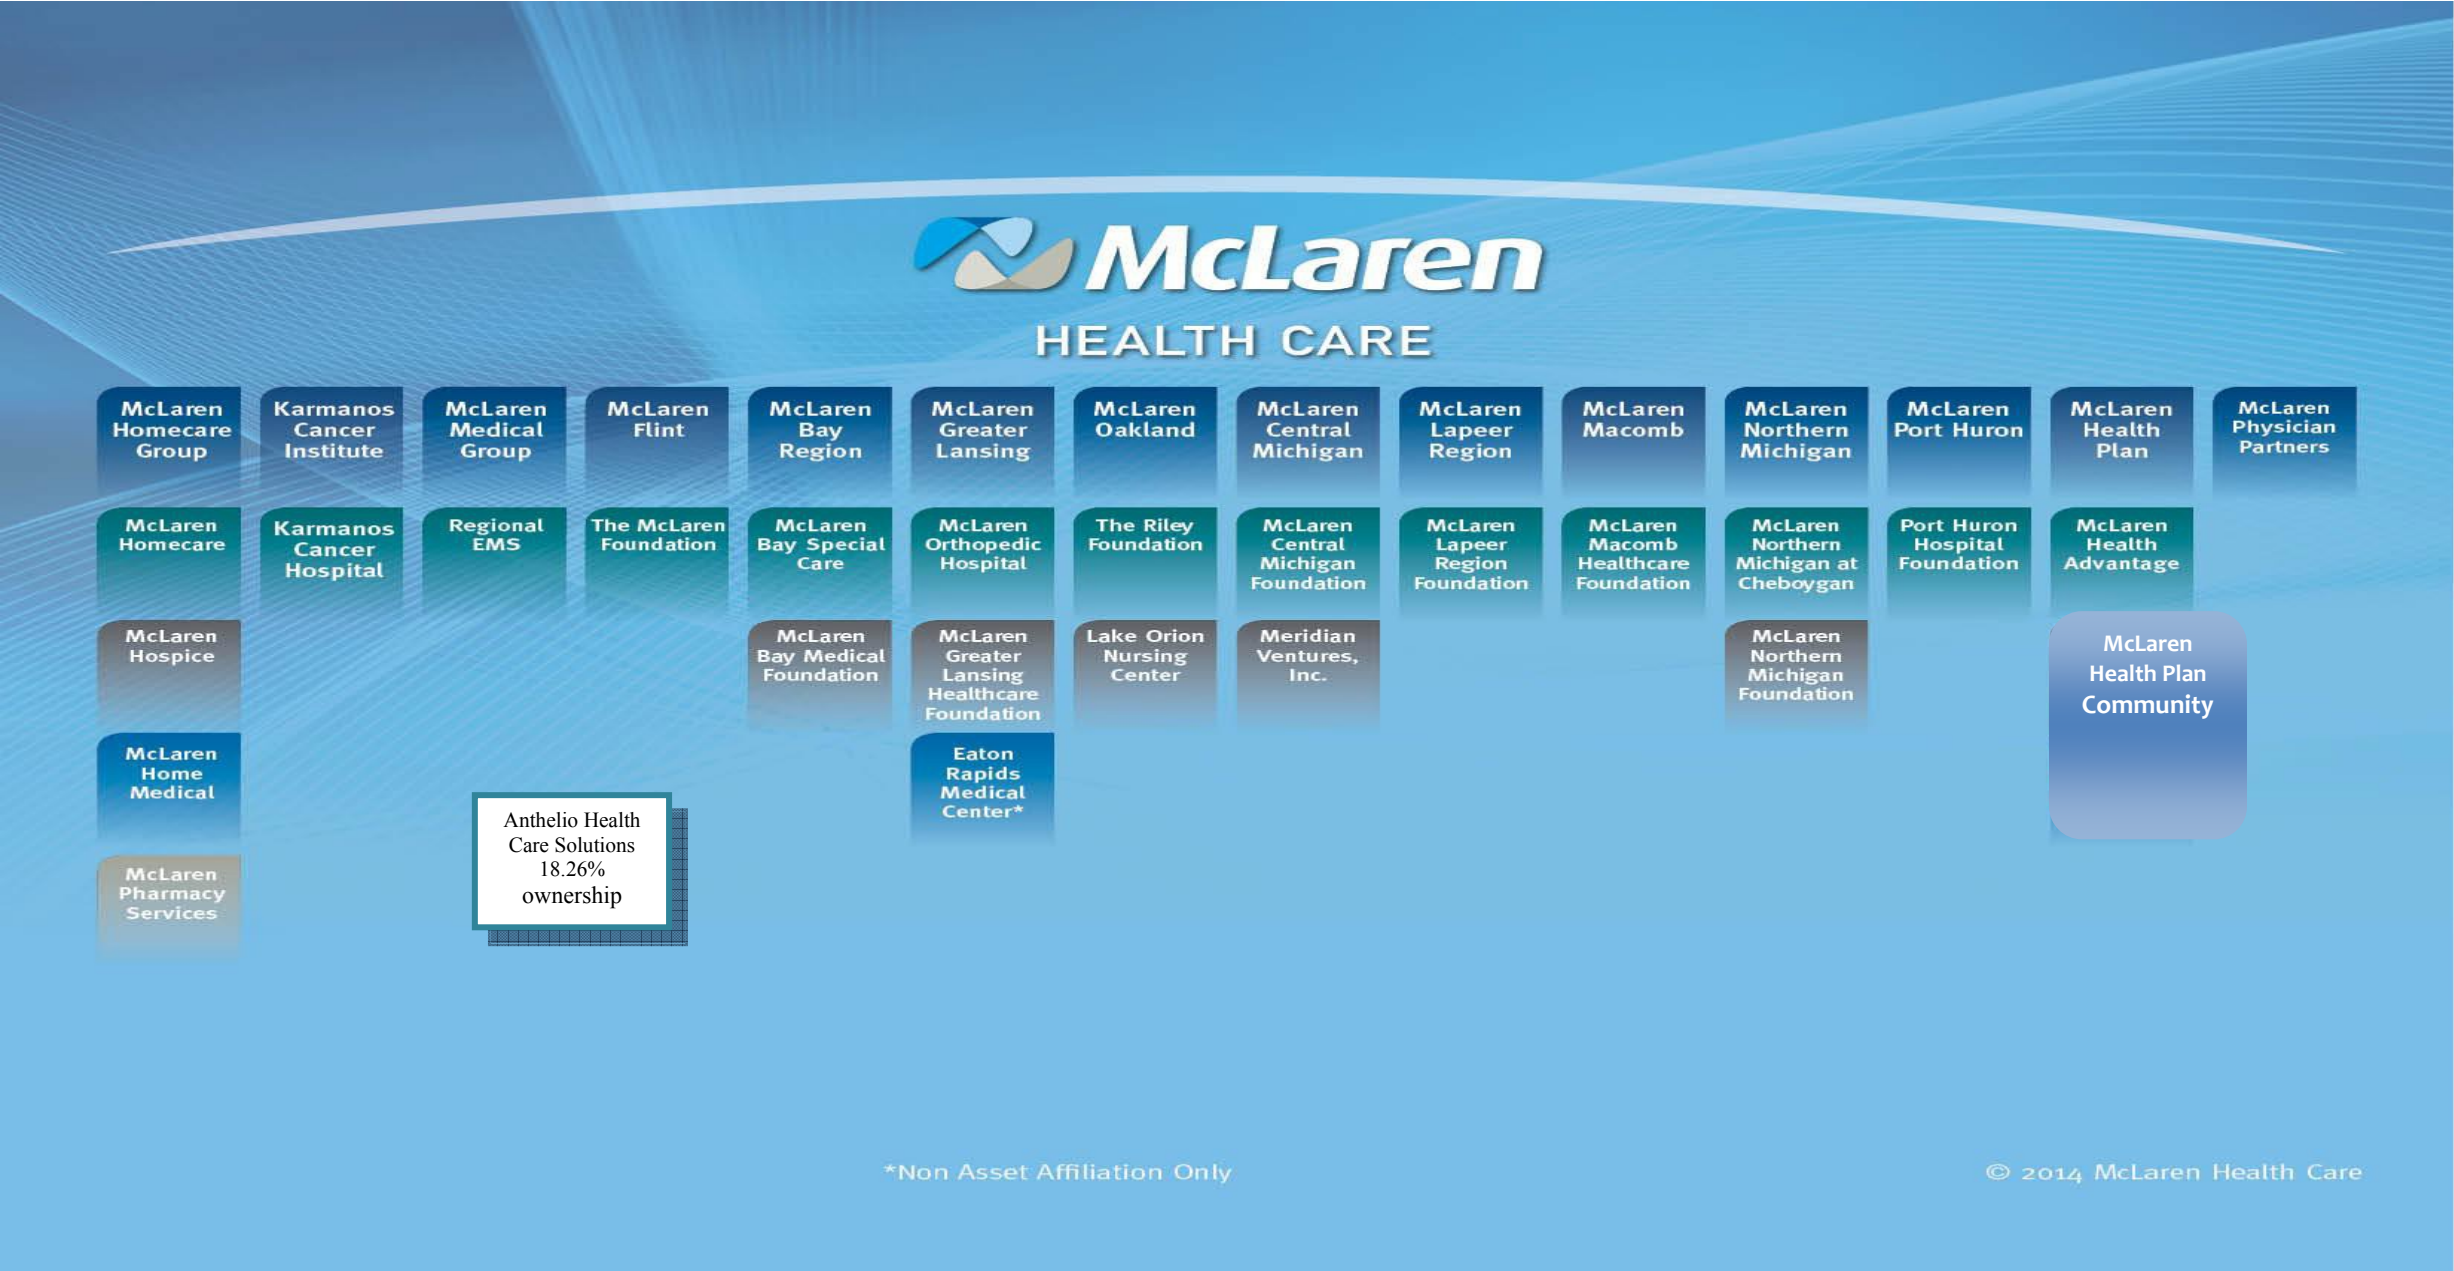 McLaren
HEALTH CARE
McLaren
Homecare
Group
Karmanos
Cancer
Institute
McLaren
Medical
Group
McLaren
Flint
McLaren
Bay
Region
McLaren
Greater
Lansing
McLaren
Oakland
McLaren
Central
Michigan
McLaren
Lapeer
Region
McLaren
Macomb
McLaren
Northern
Michigan
McLaren
Port Huron
McLaren
Health
Plan
McLaren
Physician
Partners
McLaren
Homecare
Karmanos
Cancer
Hospital
Regional
EMS
The McLaren
Foundation
McLaren
Bay Special
Care
McLaren
Orthopedic
Hospital
The Riley
Foundation
McLaren
Central
Michigan
Foundation
McLaren
Lapeer
Region
Foundation
McLaren
Macomb
Healthcare
Foundation
McLaren
Northern
Michigan at
Cheboygan
Port Huron
Hospital
Foundation
McLaren
Health
Advantage
McLaren
Hospice
McLaren
Bay Medical
Foundation
McLaren
Greater
Lansing
Healthcare
Foundation
Lake Orion
Nursing
Center
Meridian
Ventures,
Inc.
McLaren
Northern
Michigan
Foundation
McLaren
Health Plan
Community
McLaren
Home
Medical
Eaton
Rapids
Medical
Center*
Anthelio Health
Care Solutions
18.26%
ownership
McLaren
Pharmacy
Services
*Non Asset Affiliation Only
© 2014 McLaren Health Care